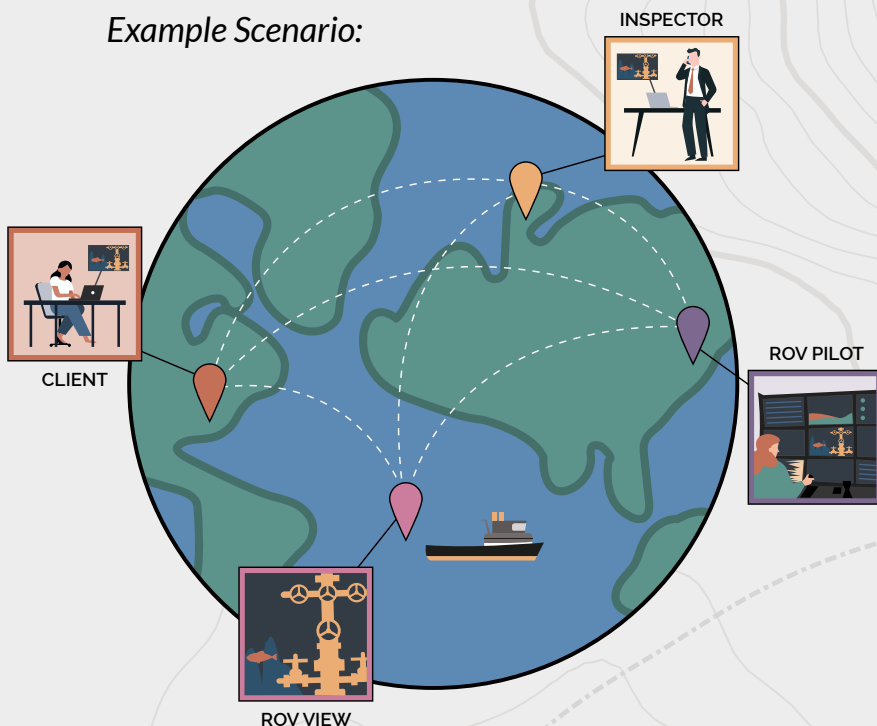 Example Scenario:
INSPECTOR
CLIENT
ROV PILOT
ROV VIEW